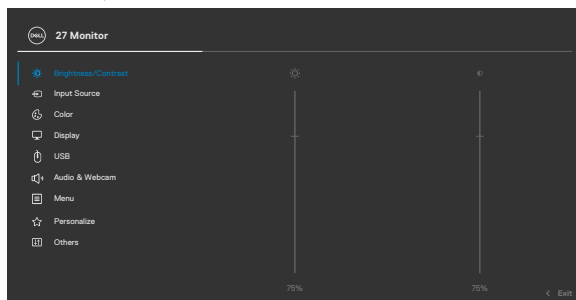 DELL
27 Monitor
Brightness/Contrast
Input Source
Color
Display
USB
Audio & Webcam
Menu
Personalize
Others
75%
75%
Exit